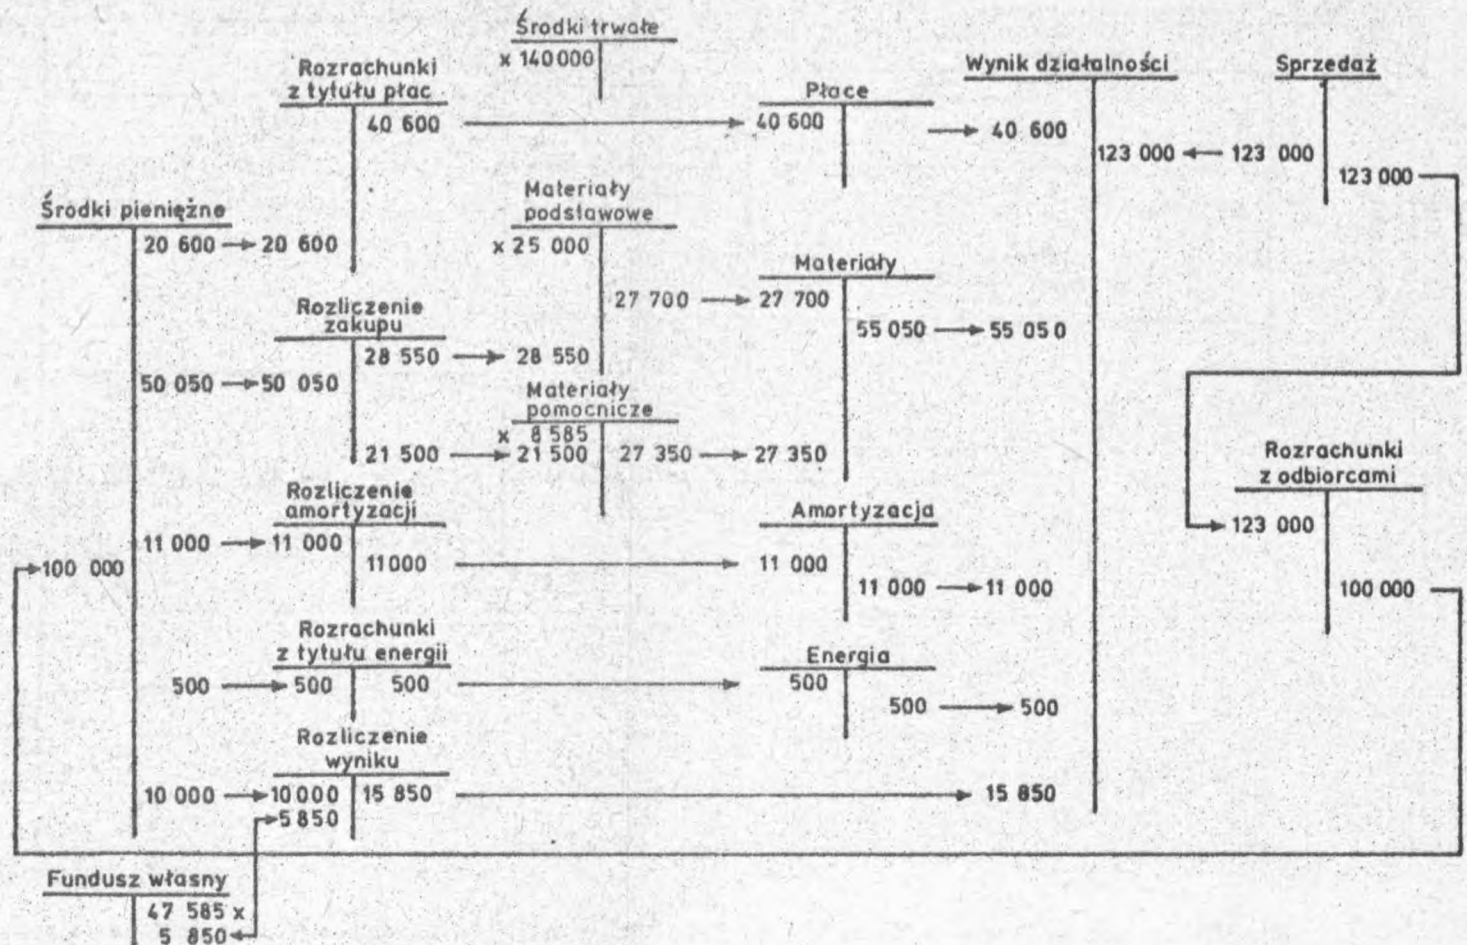 Środki trwałe
x 140 000
Rozrachunki
z tytułu płac
40 600
20 600
Płace
40 600
Wynik działalności
40 600
123 000
55 050
11 000
500
15 850
Sprzedaż
123 000
123 000
Środki pieniężne
20 600
50 050
11 000
100 000
500
10 000
Materiały
podstawowe
x 25 000
27 700
28 550
Materiały
27 700
55 050
27 350
Rozliczenie
zakupu
28 550
50 050
21 500
Materiały
pomocnicze
x 8 585
21 500 27 350
Rozrachunki
z odbiorcami
123 000
100 000
Rozliczenie
amortyzacji
11 000
11 000
Amortyzacja
11 000
11 000
Rozrachunki
z tytułu energii
500 500
Energia
500
500
Rozliczenie
wyniku
10 000 15 850
5 850
Fundusz własny
47 585 x
5 850